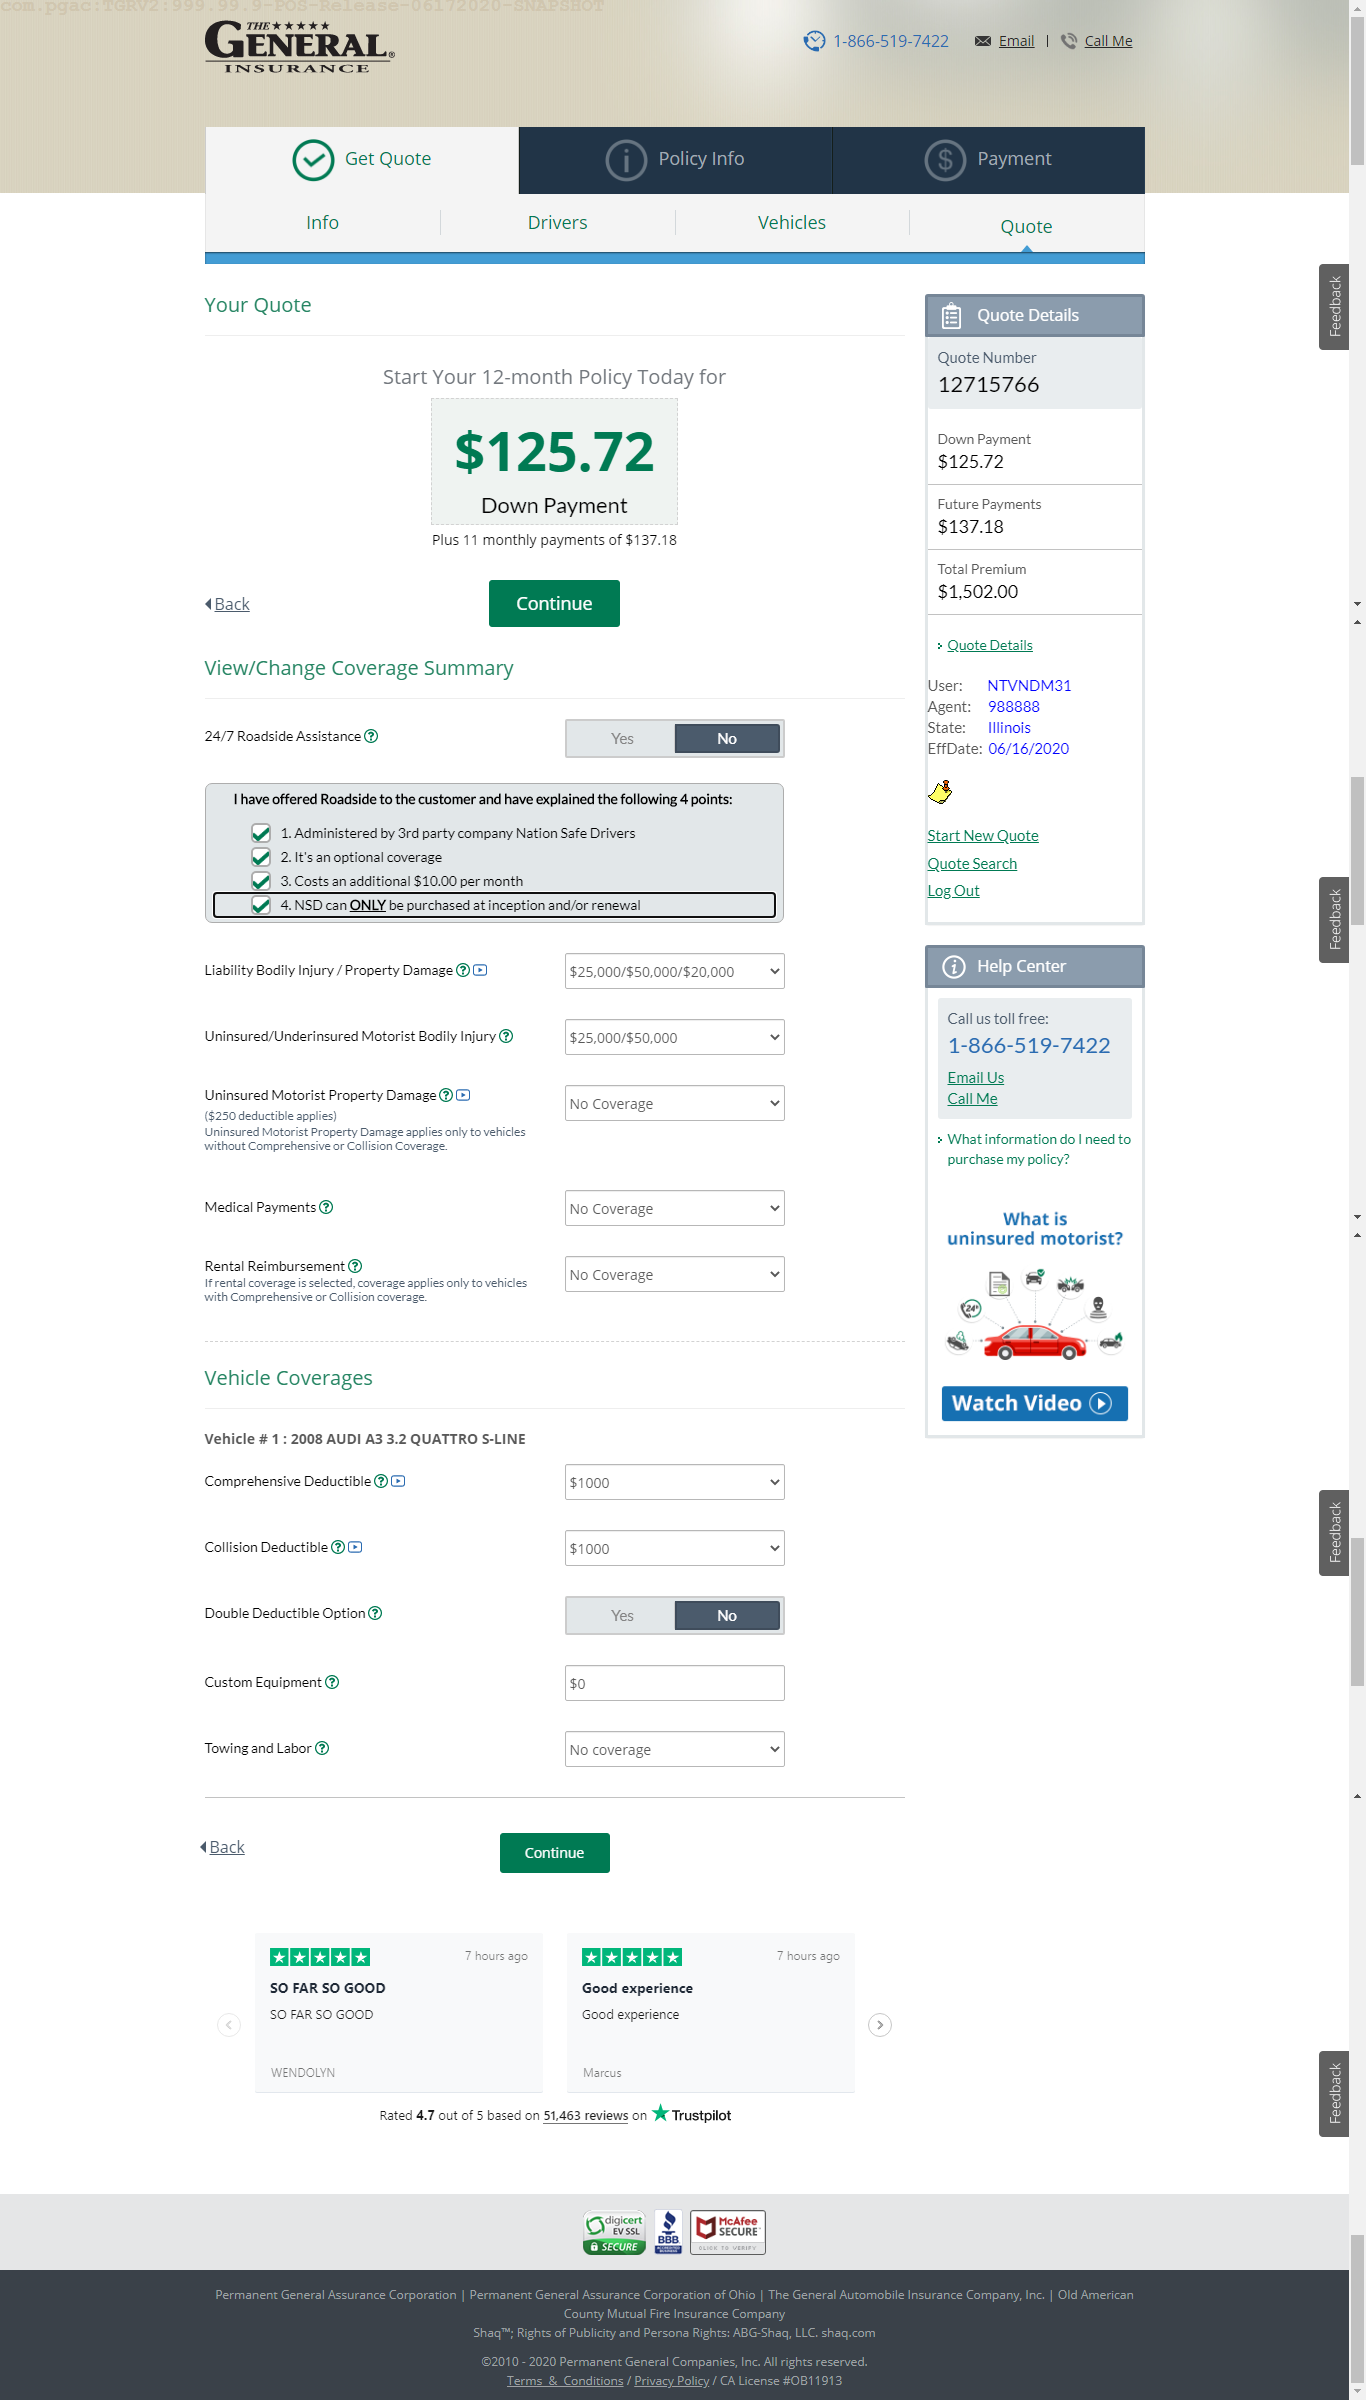 com.pgac:TGRV2:999.99.9-POS-Release-06172020-SNAPSHOT
THE
GENERAL®
INSURANCE
1-866-519-7422 Email | Call Me
Get Quote Policy Info Payment
Info Drivers Vehicles Quote
Your Quote
Start Your 12-month Policy Today for
$125.72
Down Payment
Plus 11 monthly payments of $137.18
Back Continue
View/Change Coverage Summary
24/7 Roadside Assistance Yes No
I have offered Roadside to the customer and have explained the following 4 points:
1. Administered by 3rd party company Nation Safe Drivers
2. It's an optional coverage
3. Costs an additional $10.00 per month
4. NSD can ONLY be purchased at inception and/or renewal
Liability Bodily Injury / Property Damage $25,000/$50,000/$20,000
Uninsured/Underinsured Motorist Bodily Injury $25,000/$50,000
Uninsured Motorist Property Damage No Coverage
($250 deductible applies)
Uninsured Motorist Property Damage applies only to vehicles
without Comprehensive or Collision Coverage.
Medical Payments No Coverage
Rental Reimbursement No Coverage
If rental coverage is selected, coverage applies only to vehicles
with Comprehensive or Collision coverage.
Vehicle Coverages
Vehicle # 1 : 2008 AUDI A3 3.2 QUATTRO S-LINE
Comprehensive Deductible $1000
Collision Deductible $1000
Double Deductible Option Yes No
Custom Equipment $0
Towing and Labor No coverage
Back Continue
Quote Details
Quote Number
12715766
Down Payment
$125.72
Future Payments
$137.18
Total Premium
$1,502.00
Quote Details
User: NTVNDM31
Agent: 988888
State: Illinois
EffDate: 06/16/2020
Start New Quote
Quote Search
Log Out
Help Center
Call us toll free:
1-866-519-7422
Email Us
Call Me
What information do I need to
purchase my policy?
What is
uninsured motorist?
24h
Watch Video
Feedback
Feedback
Feedback
Feedback
7 hours ago
SO FAR SO GOOD
SO FAR SO GOOD
WENDOLYN
7 hours ago
Good experience
Good experience
Marcus
Rated 4.7 out of 5 based on 51,463 reviews on Trustpilot
digicert
EV SSL
SECURE
BBB
ACCREDITED
BUSINESS
McAfee
SECURE
CLICK TO VERIFY
Permanent General Assurance Corporation | Permanent General Assurance Corporation of Ohio | The General Automobile Insurance Company, Inc. | Old American
County Mutual Fire Insurance Company
Shaq™; Rights of Publicity and Persona Rights: ABG-Shaq, LLC. shaq.com
©2010 - 2020 Permanent General Companies, Inc. All rights reserved.
Terms & Conditions / Privacy Policy / CA License #OB11913